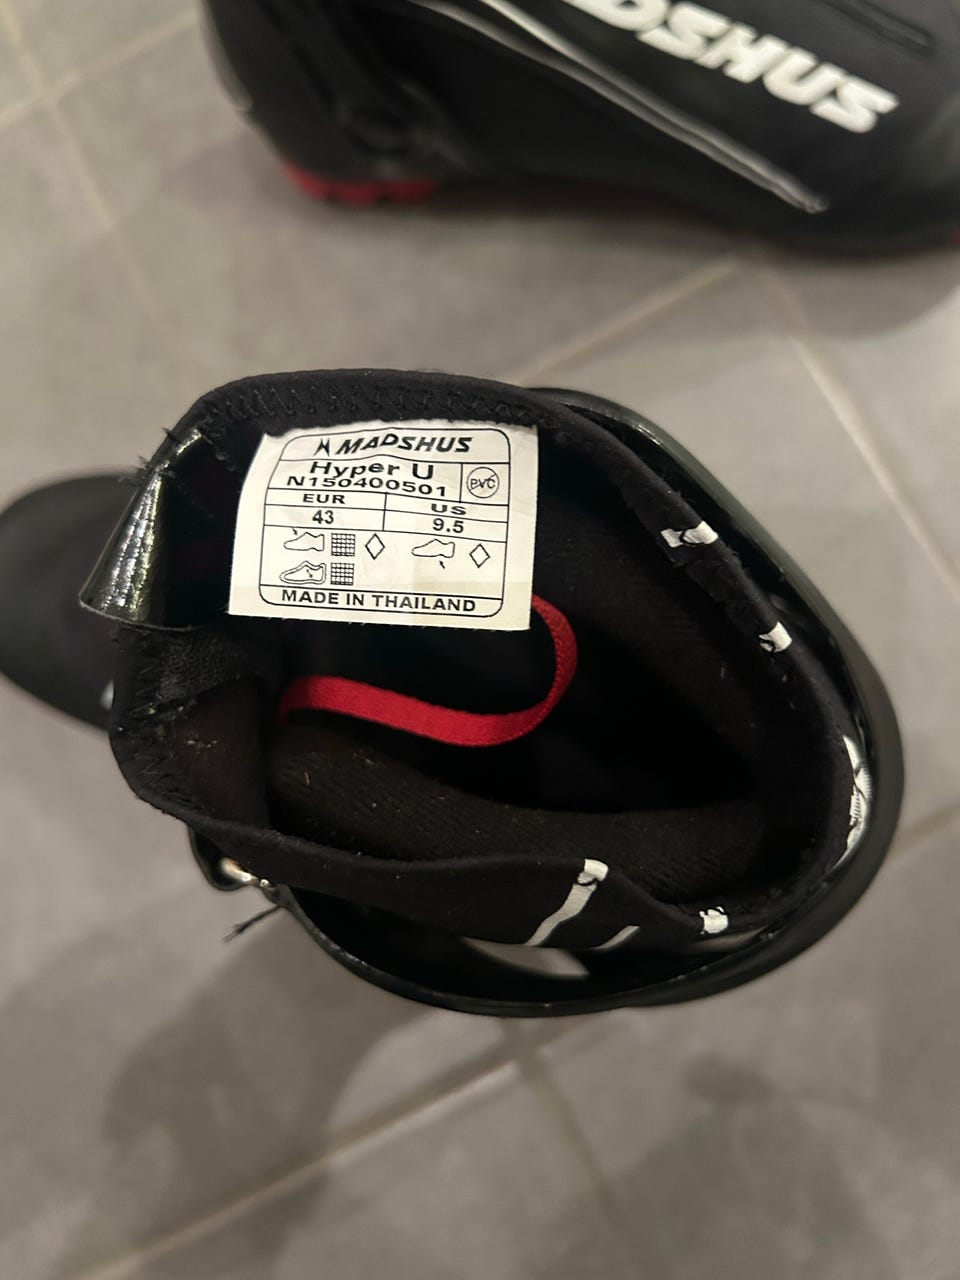 MADSHUS
MADSHUS
Hyper U
N150400501
PVC
EUR
US
43
9.5
MADE IN THAILAND